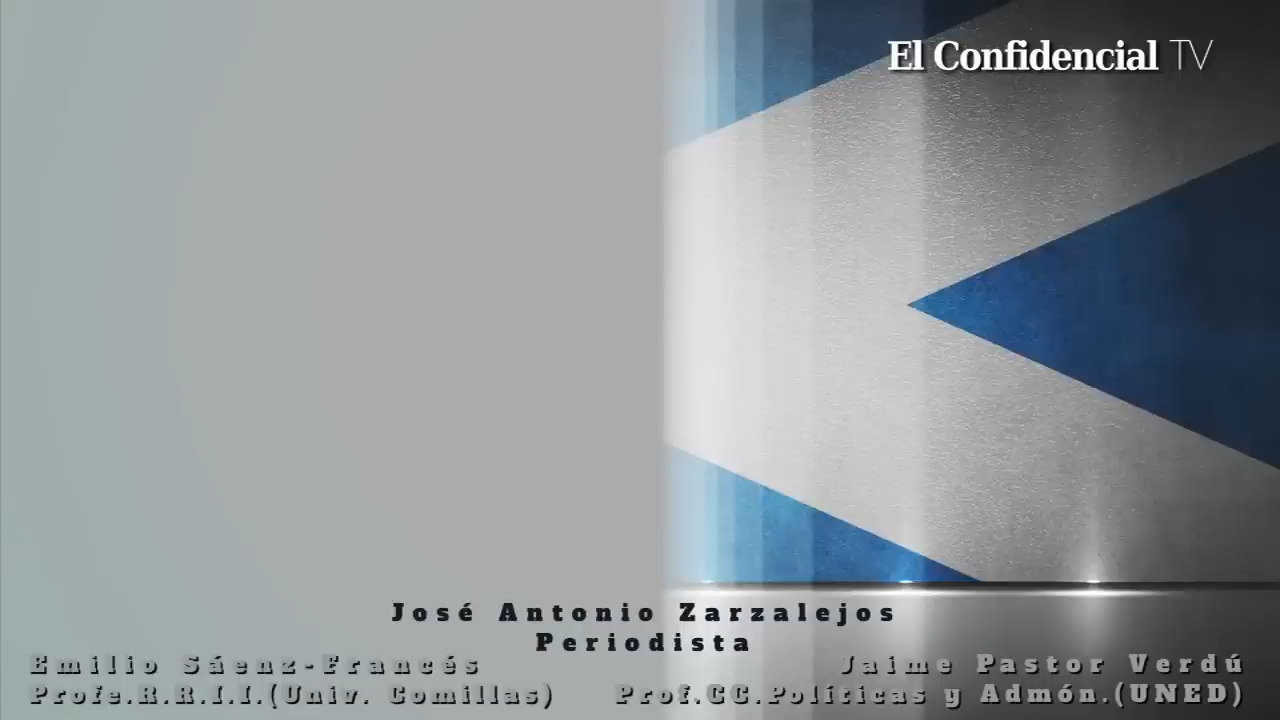 El Confidencial TV
José Antonio Zarzalejos
Periodista
Emilio Sáenz-Francés
Profe.R.R.I.I.(Univ. Comillas)
Jaime Pastor Verdú
Prof.CC.Políticas y Admón.(UNED)